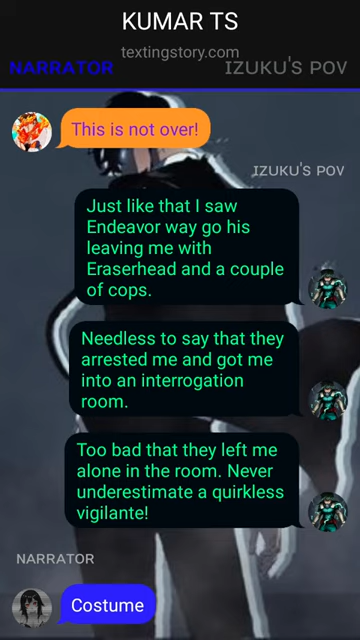 KUMAR TS
textingstory.com
NARRATOR IZUKU'S POV
This is not over!
IZUKU'S POV
Just like that I saw
Endeavor way go his
leaving me with
Eraserhead and a couple
of cops.
Needless to say that they
arrested me and got me
into an interrogation
room.
Too bad that they left me
alone in the room. Never
underestimate a quirkless
vigilante!
NARRATOR
Costume